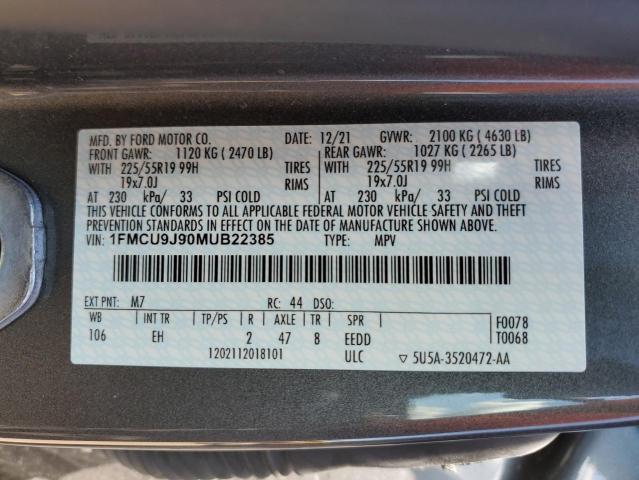 MFD. BY FORD MOTOR CO. DATE: 12/21 GVWR: 2100 KG ( 4630 LB)
FRONT GAWR: 1120 KG ( 2470 LB) REAR GAWR: 1027 KG ( 2265 LB)
WITH 225/55R19 99H TIRES WITH 225/55R19 99H TIRES
19x7.0J RIMS 19x7.0J RIMS
AT 230 kPa/ 33 PSI COLD AT 230 kPa/ 33 PSI COLD
THIS VEHICLE CONFORMS TO ALL APPLICABLE FEDERAL MOTOR VEHICLE SAFETY AND THEFT
PREVENTION STANDARDS IN EFFECT ON THE DATE OF MANUFACTURE SHOWN ABOVE.
VIN: 1FMCU9J90MUB22385 TYPE: MPV
EXT PNT: M7 RC: 44 DSO:
WB INT TR TP/PS R AXLE TR SPR F0078
106 EH 2 47 8 EEDD T0068
1202112018101 ULC ▽ 5U5A-3520472-AA